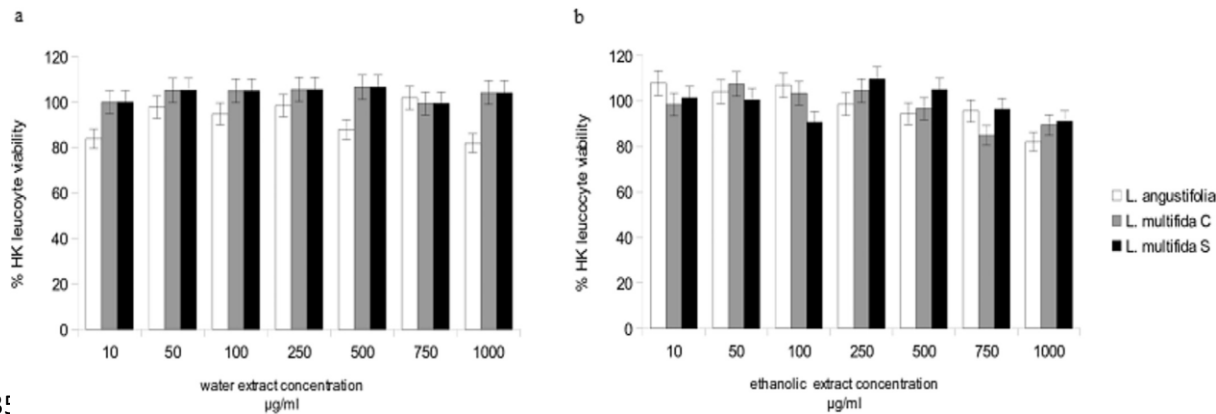 a
120
100
80
60
40
20
0
% HK leucoyte viability
10 50 100 250 500 750 1000
water extract concentration
µg/ml
b
120
100
80
60
40
20
0
% HK leucocyte viability
10 50 100 250 500 750 1000
ethanolic extract concentration
µg/ml
L. angustifolia
L. multifida C
L. multifida S